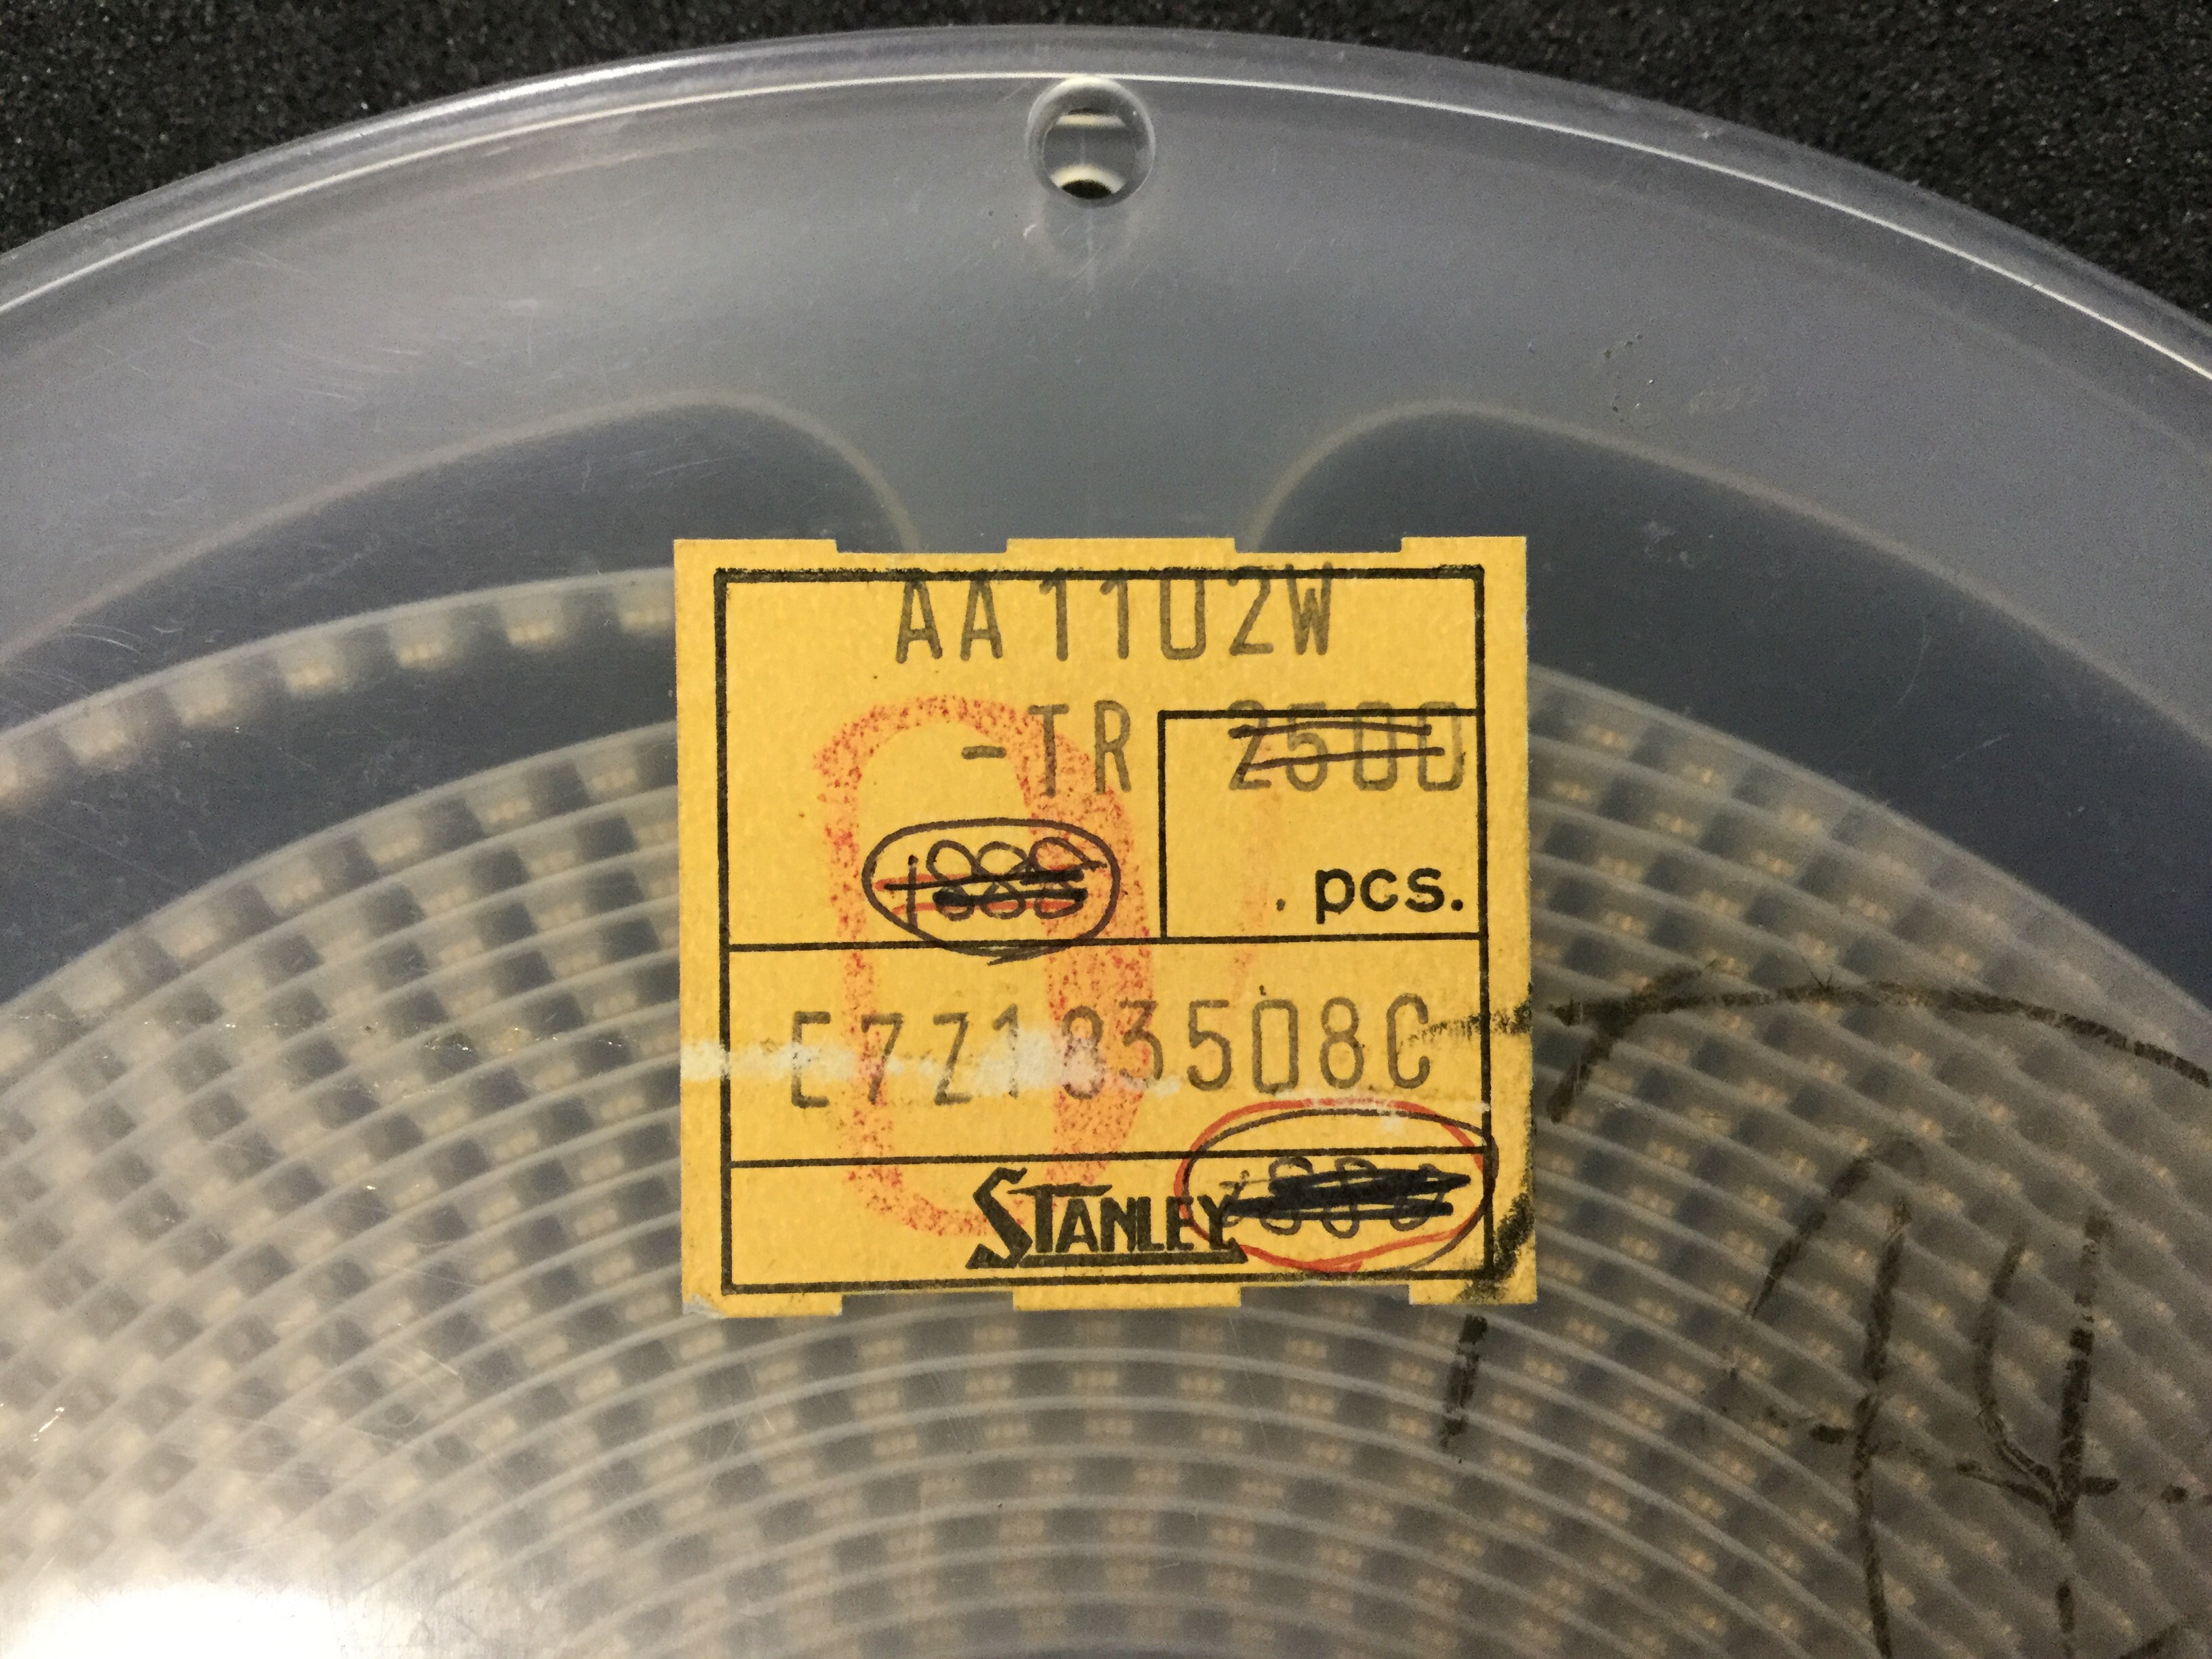 AA1102W
-TR 2500
. pcs.
E7Z183508C
STANLEY